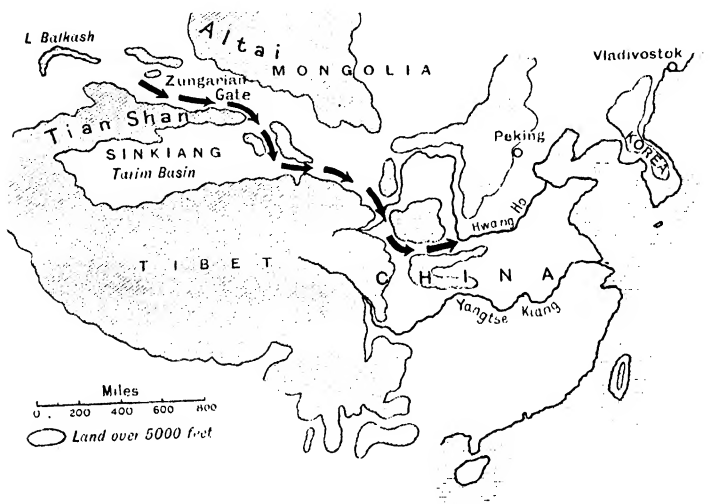 L Balkash
Altai
MONGOLIA
Vladivostok
Zungarian
Gate
Tian Shan
Peking
KOREA
SINKIANG
Tarim Basin
Hwang Ho
TIBET
CHINA
Yangtse Kiang
Miles
0 200 400 600 800
Land over 5000 feet